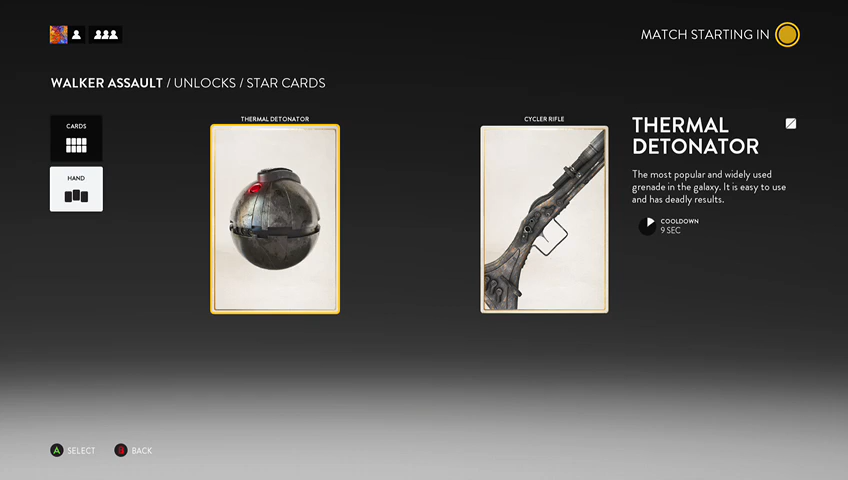 MATCH STARTING IN
WALKER ASSAULT / UNLOCKS / STAR CARDS
CARDS
HAND
THERMAL DETONATOR
CYCLER RIFLE
THERMAL
DETONATOR
The most popular and widely used
grenade in the galaxy. It is easy to use
and has deadly results.
COOLDOWN
9 SEC
A SELECT
B BACK